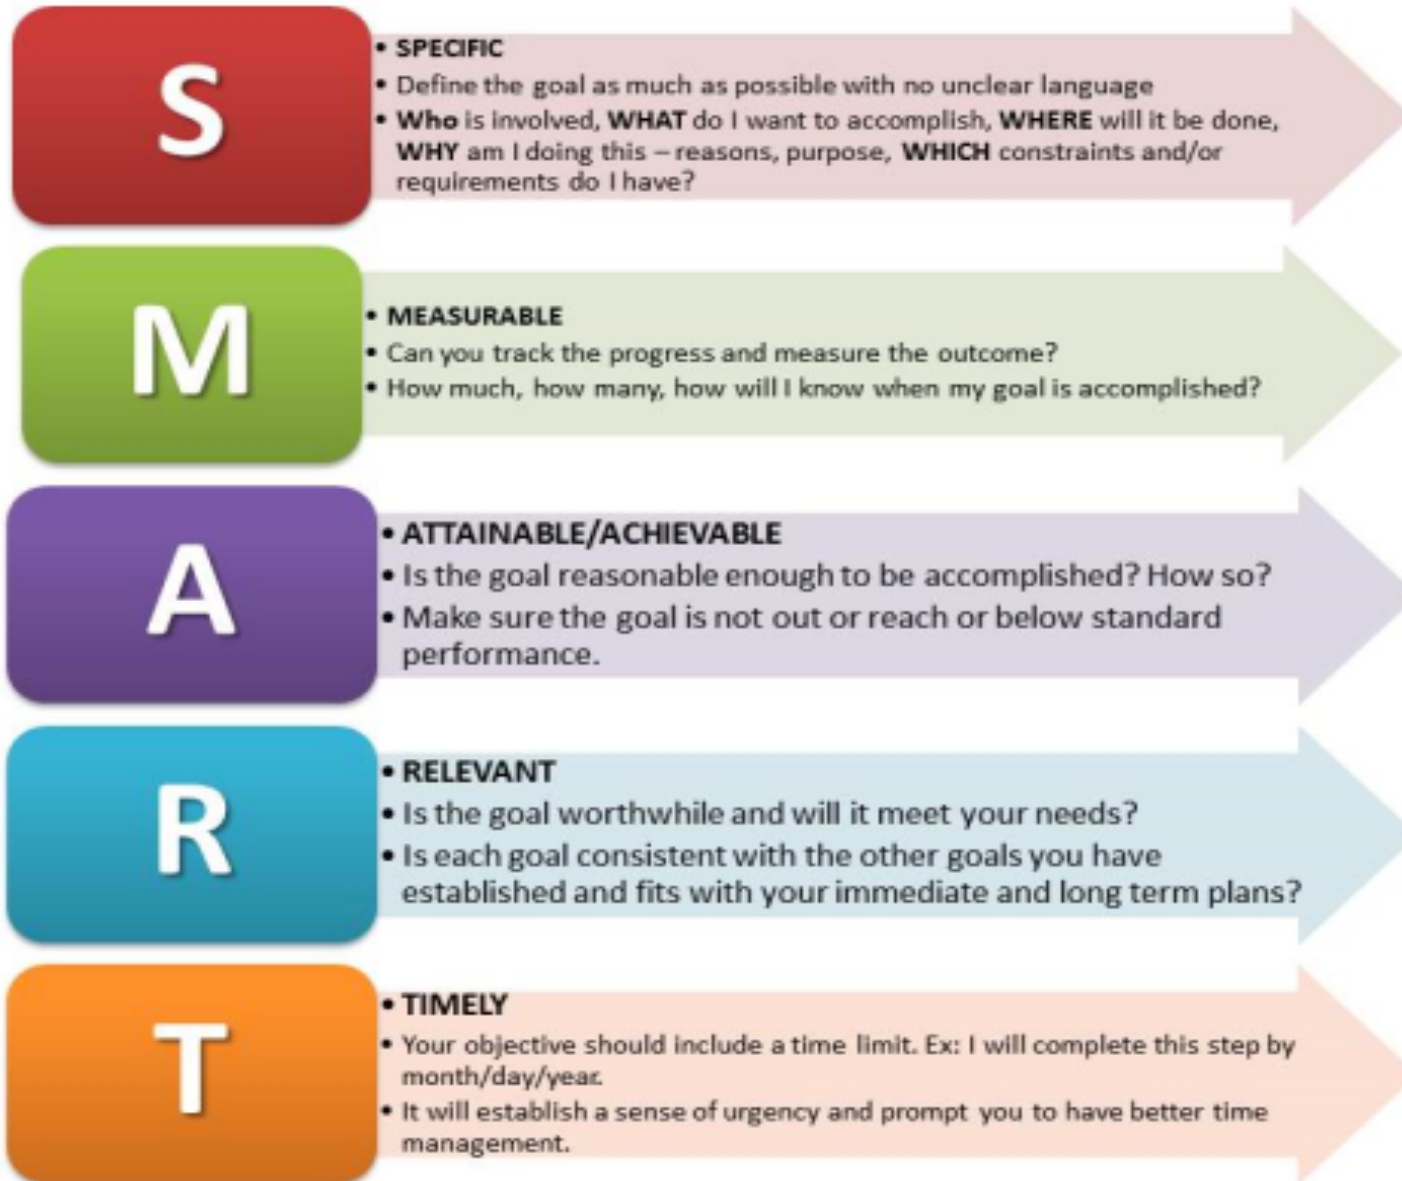 S
• SPECIFIC
• Define the goal as much as possible with no unclear language
• Who is involved, WHAT do I want to accomplish, WHERE will it be done,
WHY am I doing this – reasons, purpose, WHICH constraints and/or
requirements do I have?
M
• MEASURABLE
• Can you track the progress and measure the outcome?
• How much, how many, how will I know when my goal is accomplished?
A
• ATTAINABLE/ACHIEVABLE
• Is the goal reasonable enough to be accomplished? How so?
• Make sure the goal is not out or reach or below standard
performance.
R
• RELEVANT
• Is the goal worthwhile and will it meet your needs?
• Is each goal consistent with the other goals you have
established and fits with your immediate and long term plans?
T
• TIMELY
• Your objective should include a time limit. Ex: I will complete this step by
month/day/year.
• It will establish a sense of urgency and prompt you to have better time
management.